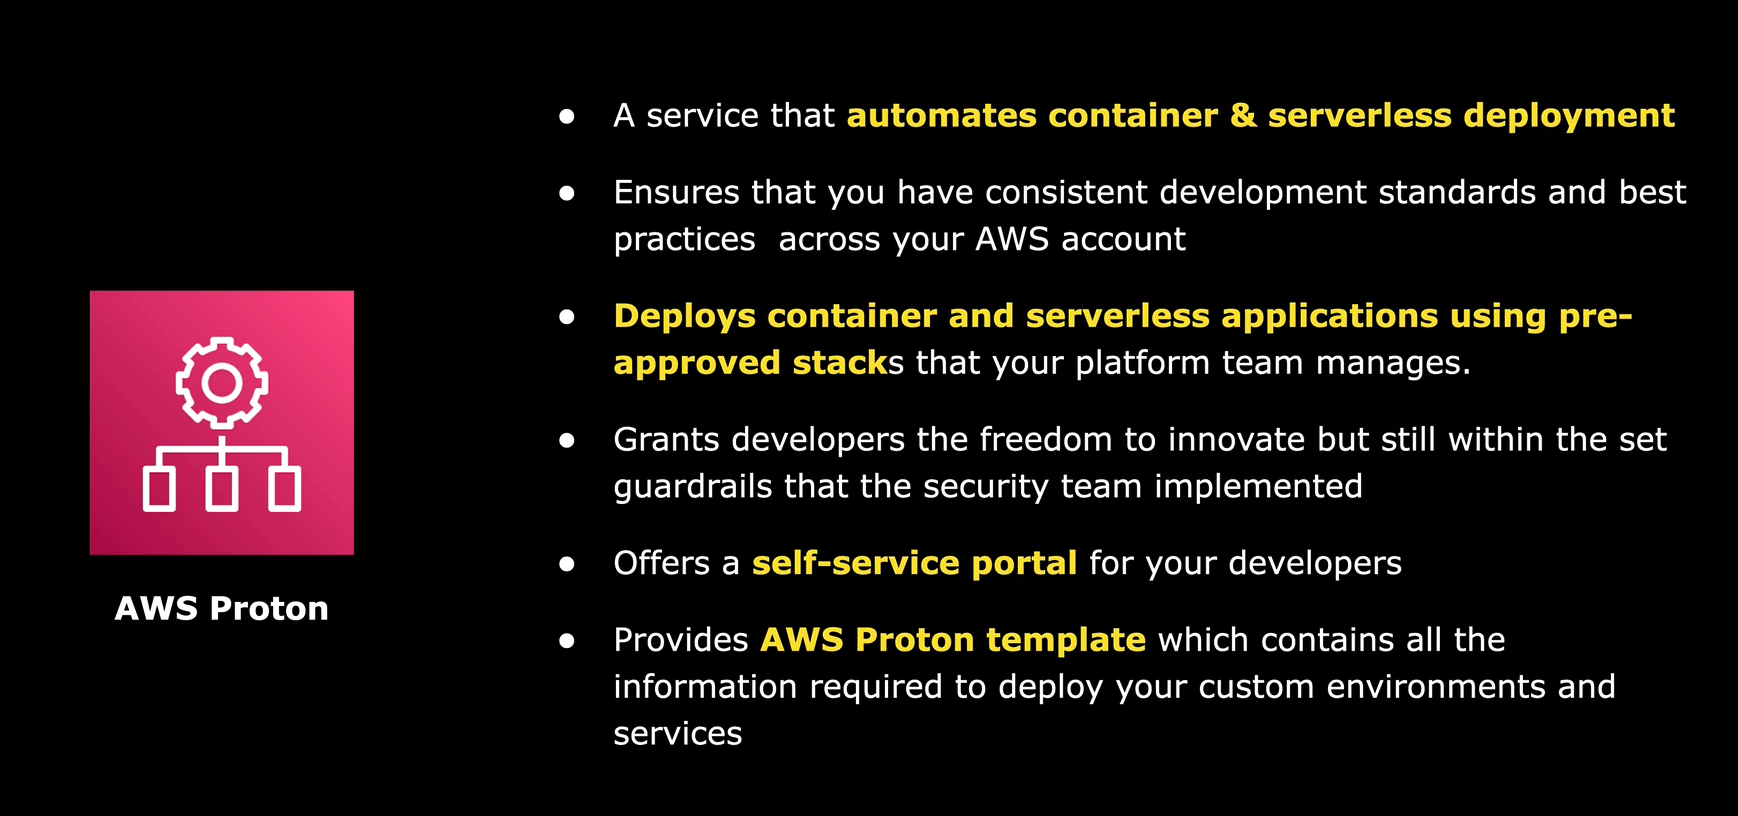 ● A service that automates container & serverless deployment
● Ensures that you have consistent development standards and best
practices  across your AWS account
● Deploys container and serverless applications using pre-
approved stacks that your platform team manages.
● Grants developers the freedom to innovate but still within the set
guardrails that the security team implemented
● Offers a self-service portal for your developers
● Provides AWS Proton template which contains all the
information required to deploy your custom environments and
services
AWS Proton